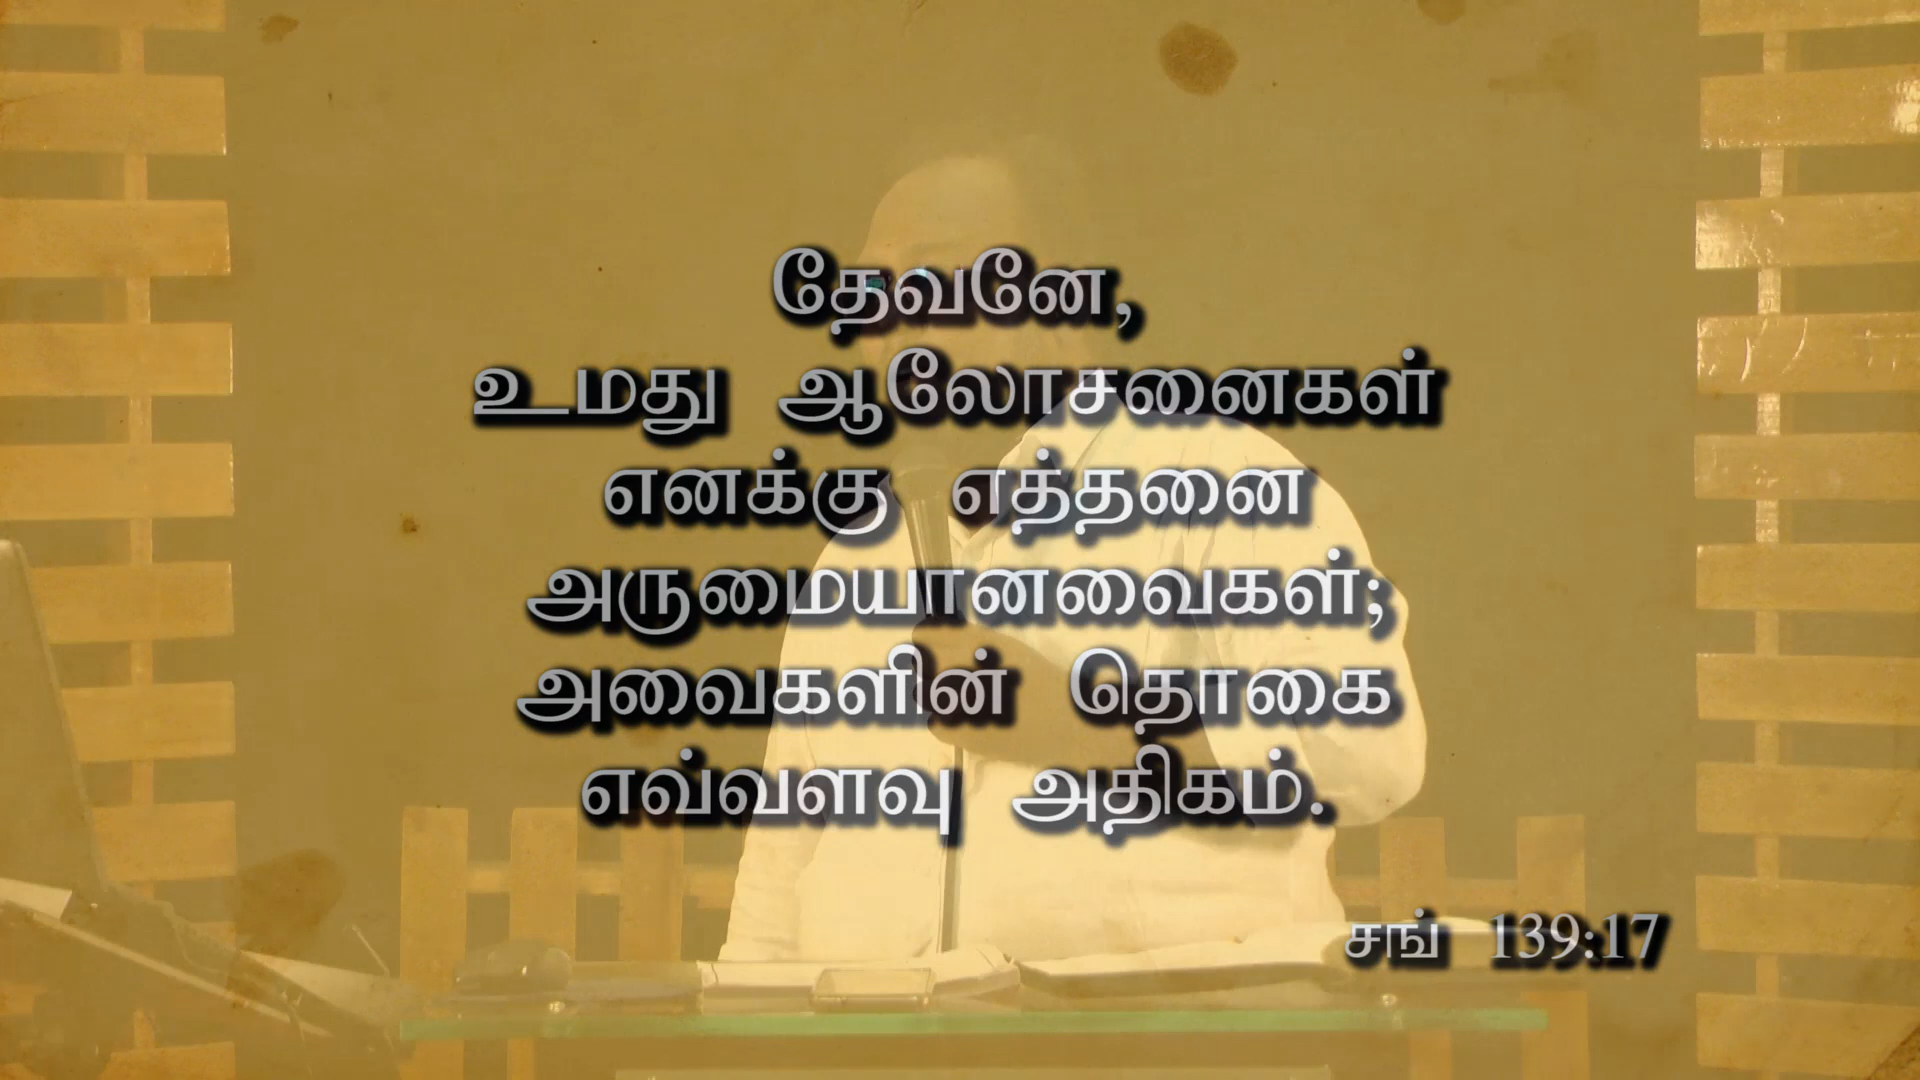 தேவனே,
உமது ஆலோசனைகள்
எனக்கு எத்தனை
அருமையானவைகள்;
அவைகளின் தொகை
எவ்வளவு அதிகம்.
சங் 139:17